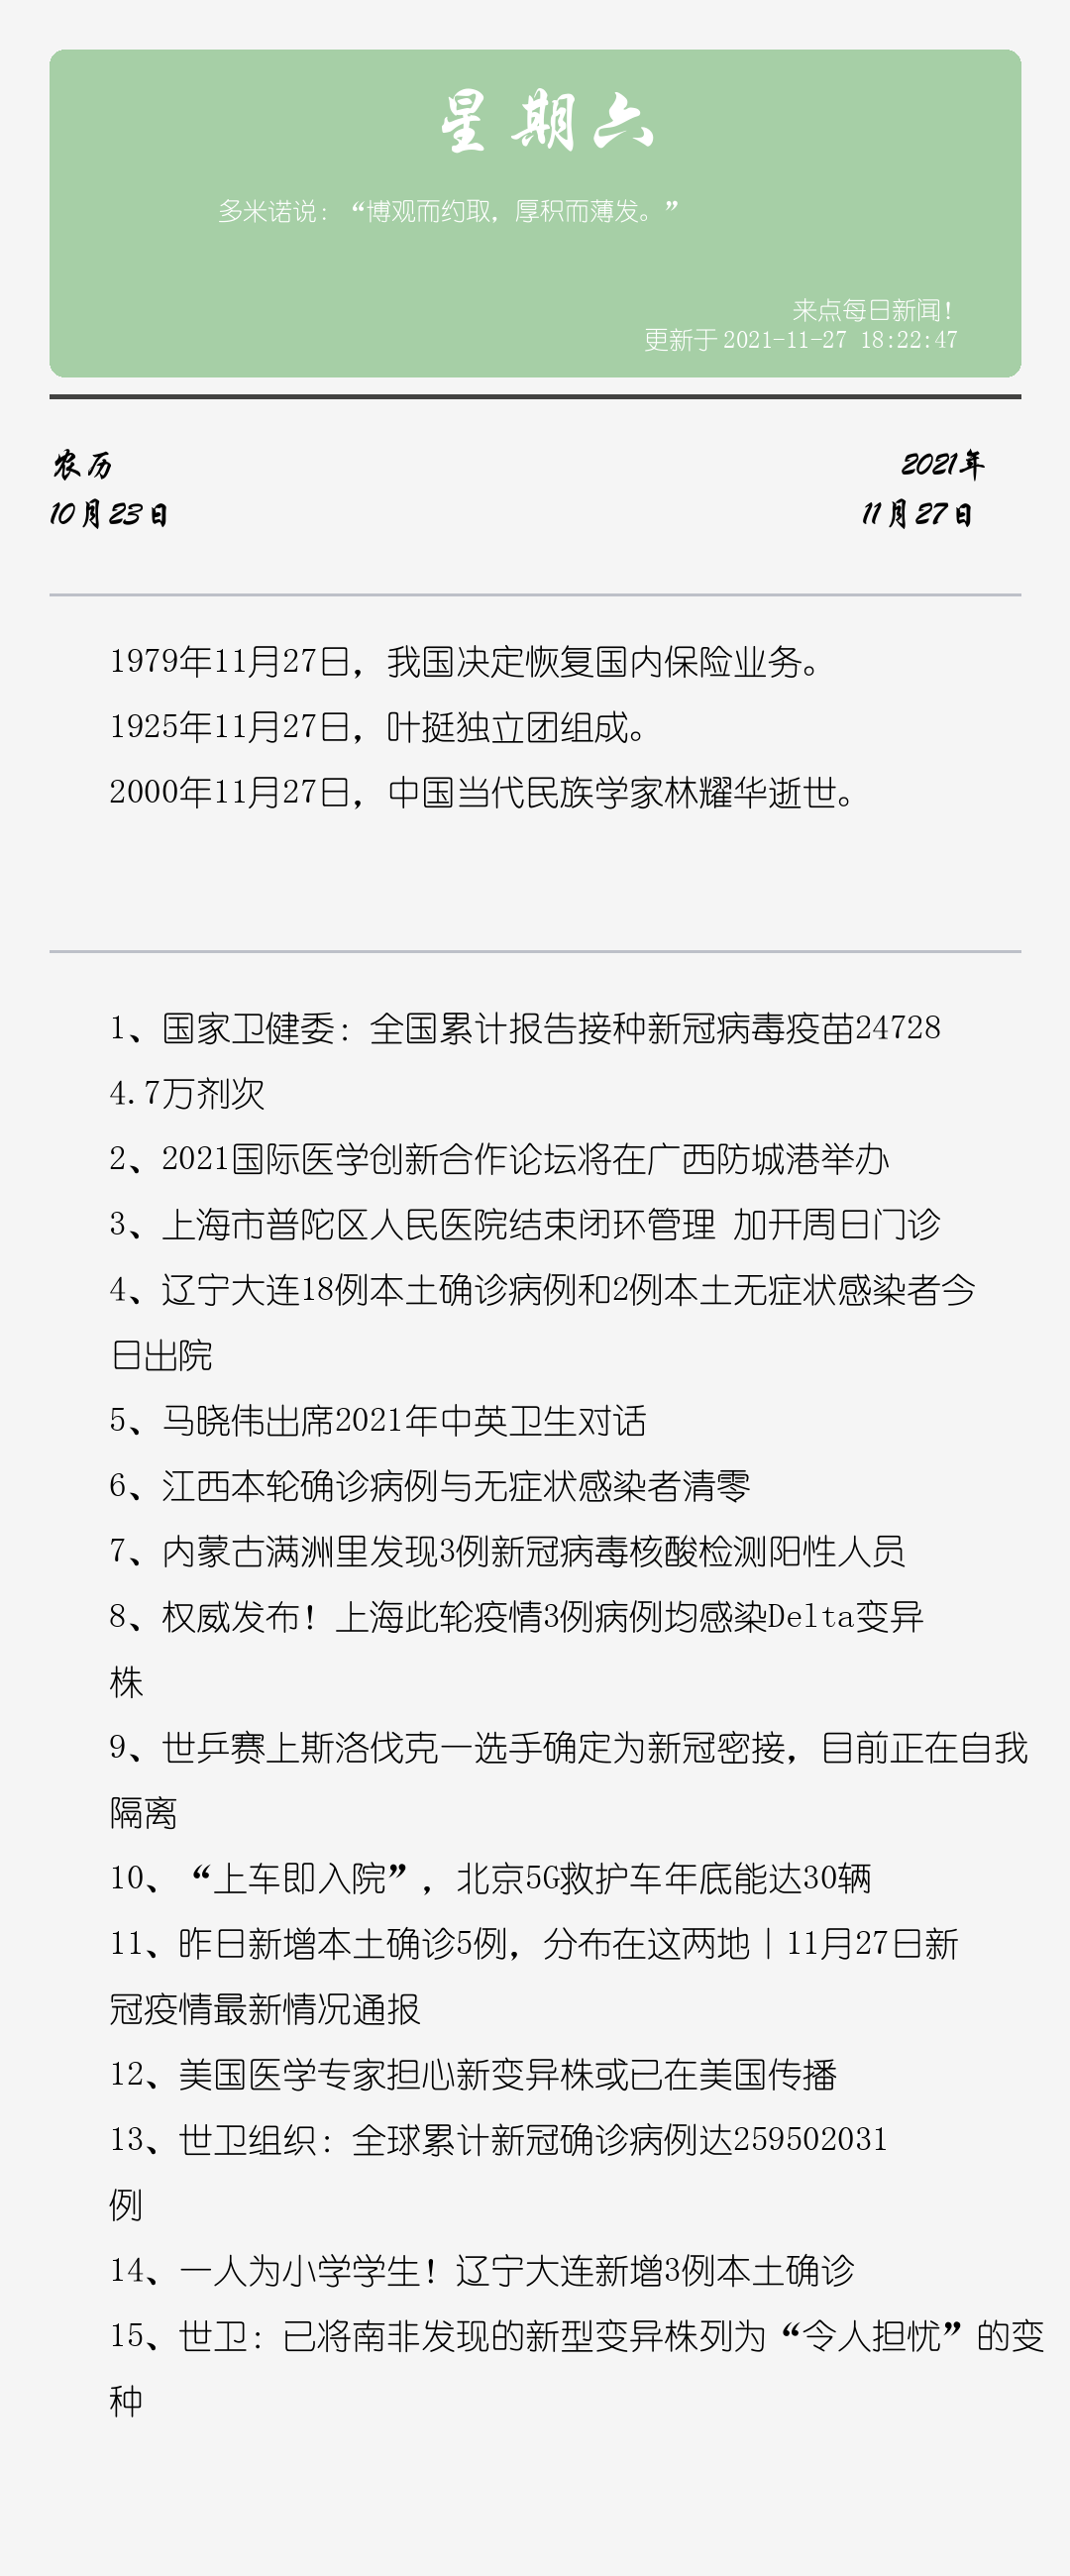 星期六
多米诺说：“博观而约取，厚积而薄发。”
来点每日新闻！
更新于 2021-11-27 18:22:47
农历
2021年
10月23日
11月27日
1979年11月27日，我国决定恢复国内保险业务。
1925年11月27日，叶挺独立团组成。
2000年11月27日，中国当代民族学家林耀华逝世。
1、国家卫健委：全国累计报告接种新冠病毒疫苗24728
4.7万剂次
2、2021国际医学创新合作论坛将在广西防城港举办
3、上海市普陀区人民医院结束闭环管理 加开周日门诊
4、辽宁大连18例本土确诊病例和2例本土无症状感染者今
日出院
5、马晓伟出席2021年中英卫生对话
6、江西本轮确诊病例与无症状感染者清零
7、内蒙古满洲里发现3例新冠病毒核酸检测阳性人员
8、权威发布！上海此轮疫情3例病例均感染Delta变异
株
9、世乒赛上斯洛伐克一选手确定为新冠密接，目前正在自我
隔离
10、“上车即入院”，北京5G救护车年底能达30辆
11、昨日新增本土确诊5例，分布在这两地｜11月27日新
冠疫情最新情况通报
12、美国医学专家担心新变异株或已在美国传播
13、世卫组织：全球累计新冠确诊病例达259502031
例
14、一人为小学学生！辽宁大连新增3例本土确诊
15、世卫：已将南非发现的新型变异株列为“令人担忧”的变
种